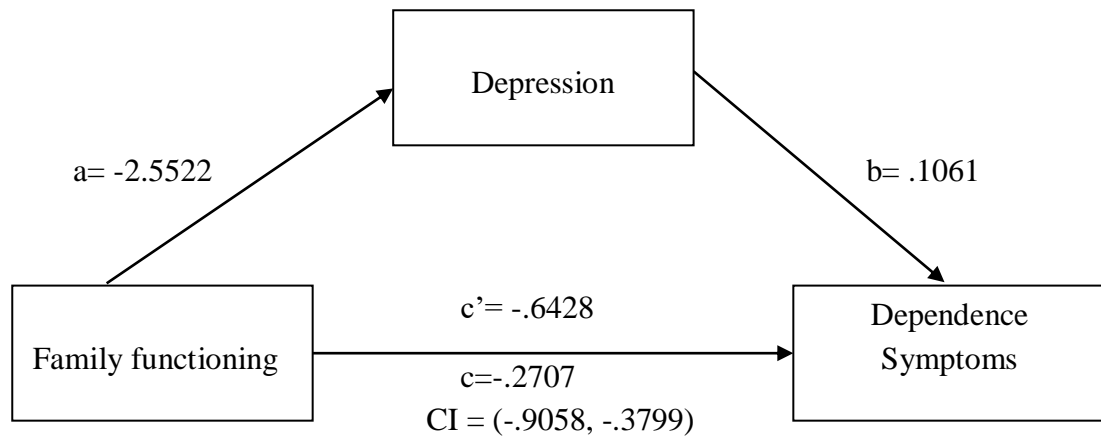 Depression
a= -2.5522
b= .1061
Family functioning
c’= -.6428
c=-.2707
CI = (-.9058, -.3799)
Dependence
Symptoms